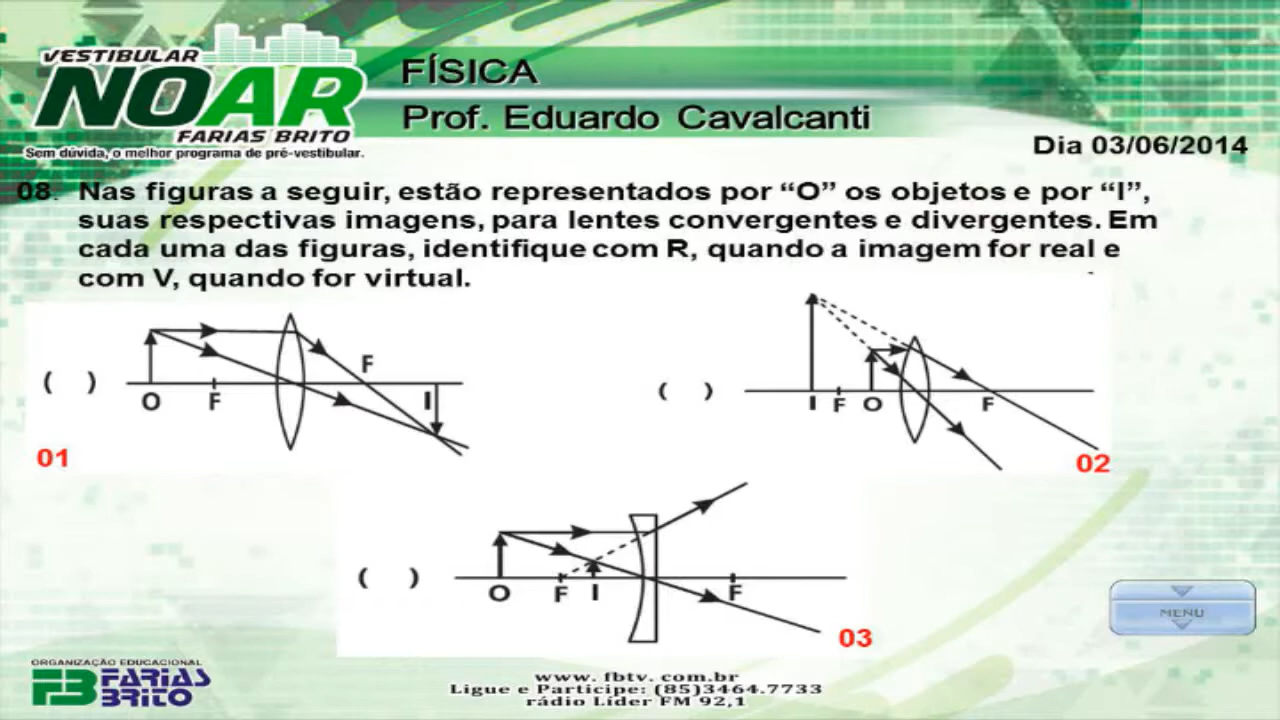 VESTIBULAR
NOAR
FARIAS BRITO
Sem dúvida, o melhor programa de pré-vestibular.
FÍSICA
Prof. Eduardo Cavalcanti
Dia 03/06/2014
08. Nas figuras a seguir, estão representados por “O” os objetos e por “I”,
suas respectivas imagens, para lentes convergentes e divergentes. Em
cada uma das figuras, identifique com R, quando a imagem for real e
com V, quando for virtual.
( ) O F F I
01
( ) I F O F
02
( ) O F I F
03
MENU
ORGANIZAÇÃO EDUCACIONAL
FB FARIAS
BRITO
www. fbtv. com.br
Ligue e Participe: (85)3464.7733
rádio Líder FM 92,1